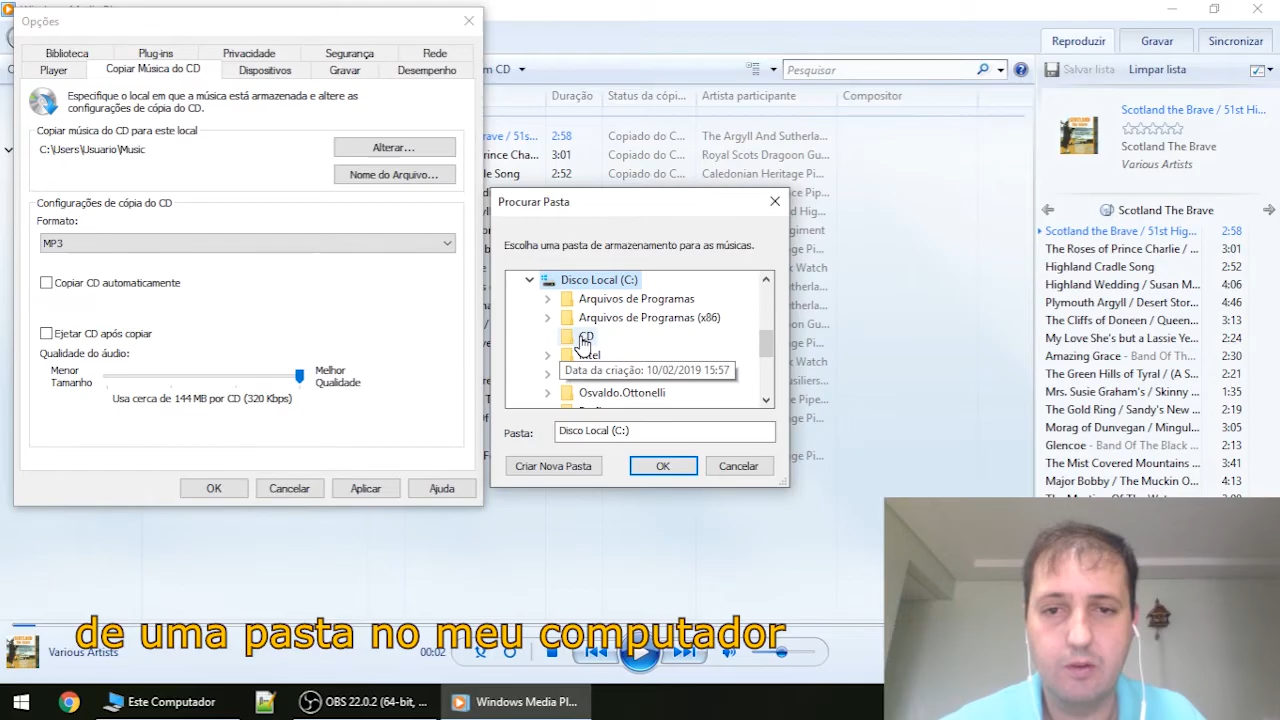 Opções
Biblioteca Plug-ins Privacidade Segurança Rede
Player Copiar Música do CD Dispositivos Gravar Desempenho
Especifique o local em que a música está armazenada e altere as
configurações de cópia do CD.
Copiar música do CD para este local
C:\Users\Usuario\Music
Alterar...
Nome do Arquivo...
Configurações de cópia do CD
Formato:
MP3
Copiar CD automaticamente
Ejetar CD após copiar
Qualidade do áudio:
Menor
Tamanho
Melhor
Qualidade
Usa cerca de 144 MB por CD (320 Kbps)
OK Cancelar Aplicar Ajuda
m CD
Pesquisar
Duração Status da cópi... Artista participante Compositor
ave / 51s... 2:58 Copiado do C... The Argyll And Sutherla...
Prince Cha... 3:01 Copiado do C... Royal Scots Dragoon Gu...
e Song 2:52 Copiado do C... Caledonian Heritage Pi...
Procurar Pasta
Escolha uma pasta de armazenamento para as músicas.
Disco Local (C:)
Arquivos de Programas
Arquivos de Programas (x86)
CD
Data da criação: 10/02/2019 15:57
Osvaldo.Ottonelli
Pasta: Disco Local (C:)
Criar Nova Pasta OK Cancelar
Reproduzir Gravar Sincronizar
Salvar lista Limpar lista
Scotland the Brave / 51st Hi...
Scotland The Brave
Various Artists
Scotland The Brave
Scotland the Brave / 51st Hig... 2:58
The Roses of Prince Charlie / ... 3:01
Highland Cradle Song 2:52
Highland Wedding / Susan M... 4:06
Plymouth Argyll / Desert Stor... 2:58
The Cliffs of Doneen / Queen... 3:07
My Love She's but a Lassie Ye... 2:24
Amazing Grace - Band Of Th... 3:19
The Green Hills of Tyral / (A S... 2:21
Mrs. Susie Graham's / Skinny ... 1:35
The Gold Ring / Sandy's New ... 2:13
Morag of Dunvegan / Mingul... 3:07
Glencoe - Band Of The Black ... 2:13
The Mist Covered Mountains ... 3:41
Major Bobby / The Muckin O... 4:13
de uma pasta no meu computador
Various Artists
00:02
Este Computador
OBS 22.0.2 (64-bit, ...
Windows Media Pl...